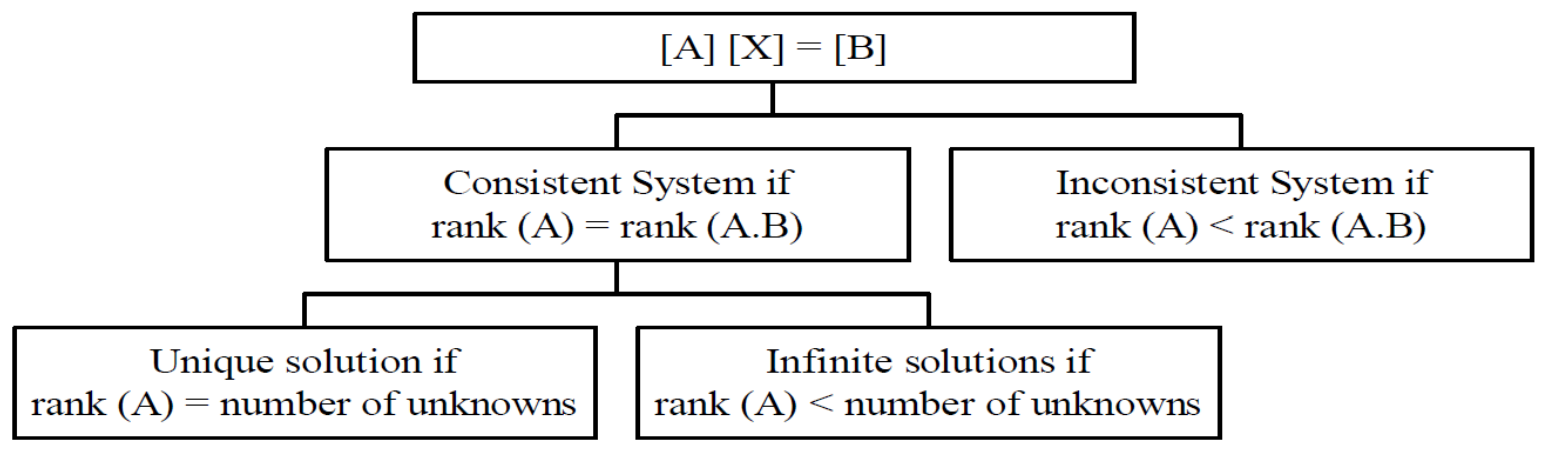 [A] [X] = [B]
Consistent System if
rank (A) = rank (A.B)
Inconsistent System if
rank (A) < rank (A.B)
Unique solution if
rank (A) = number of unknowns
Infinite solutions if
rank (A) < number of unknowns